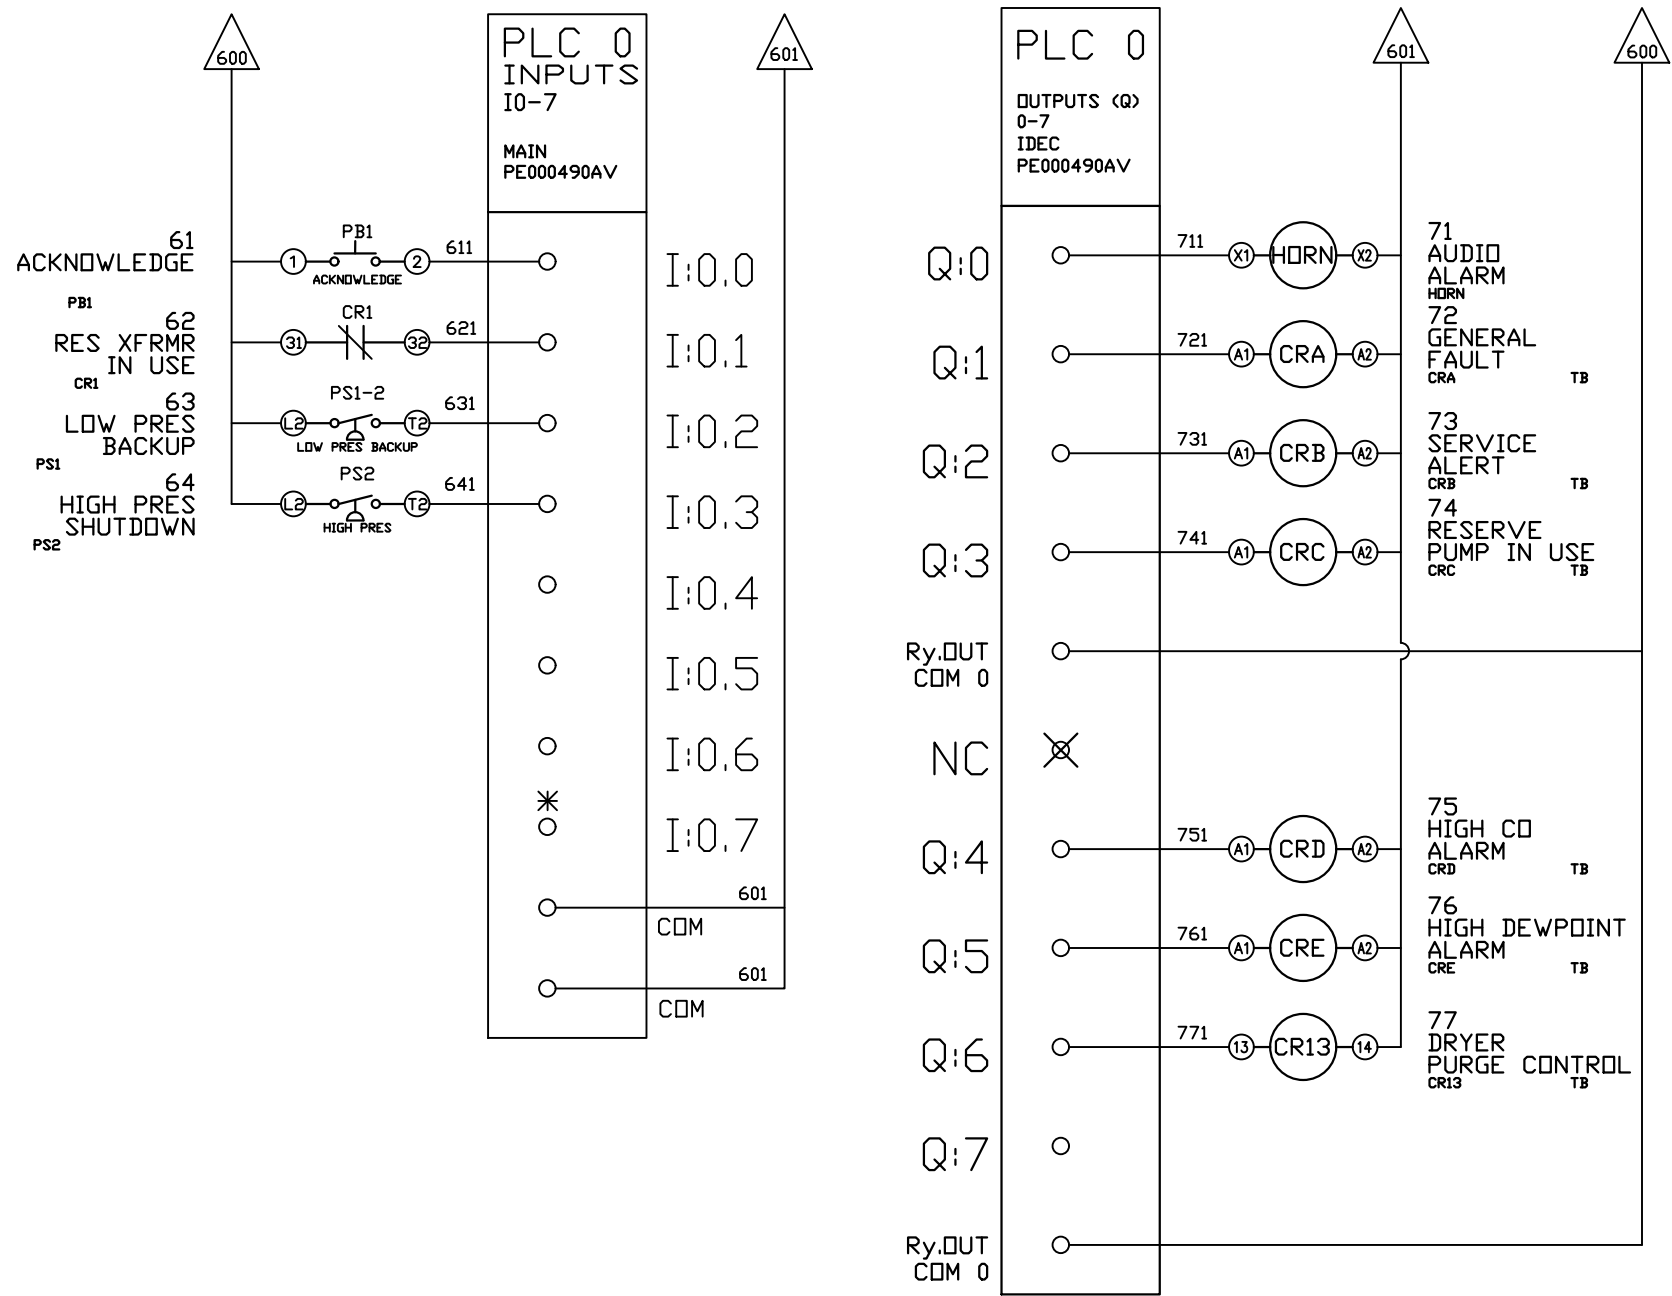 600
PLC 0
INPUTS
I0-7
MAIN
PE000490AV
601
61
ACKNOWLEDGE
PB1
1
PB1
ACKNOWLEDGE
2
611
I:0.0
62
RES XFRMR
IN USE
CR1
31
CR1
32
621
I:0.1
63
LOW PRES
BACKUP
PS1
L2
PS1-2
LOW PRES BACKUP
T2
631
I:0.2
64
HIGH PRES
SHUTDOWN
PS2
L2
PS2
HIGH PRES
T2
641
I:0.3
I:0.4
I:0.5
I:0.6
*
I:0.7
601
COM
601
COM
PLC 0
OUTPUTS (Q)
0-7
IDEC
PE000490AV
601
600
Q:0
711
X1
HORN
X2
71
AUDIO
ALARM
HORN
Q:1
721
A1
CRA
A2
72
GENERAL
FAULT
CRA TB
Q:2
731
A1
CRB
A2
73
SERVICE
ALERT
CRB TB
Q:3
741
A1
CRC
A2
74
RESERVE
PUMP IN USE
CRC TB
Ry.OUT
COM 0
NC
Q:4
751
A1
CRD
A2
75
HIGH CO
ALARM
CRD TB
Q:5
761
A1
CRE
A2
76
HIGH DEWPOINT
ALARM
CRE TB
Q:6
771
13
CR13
14
77
DRYER
PURGE CONTROL
CR13 TB
Q:7
Ry.OUT
COM 0